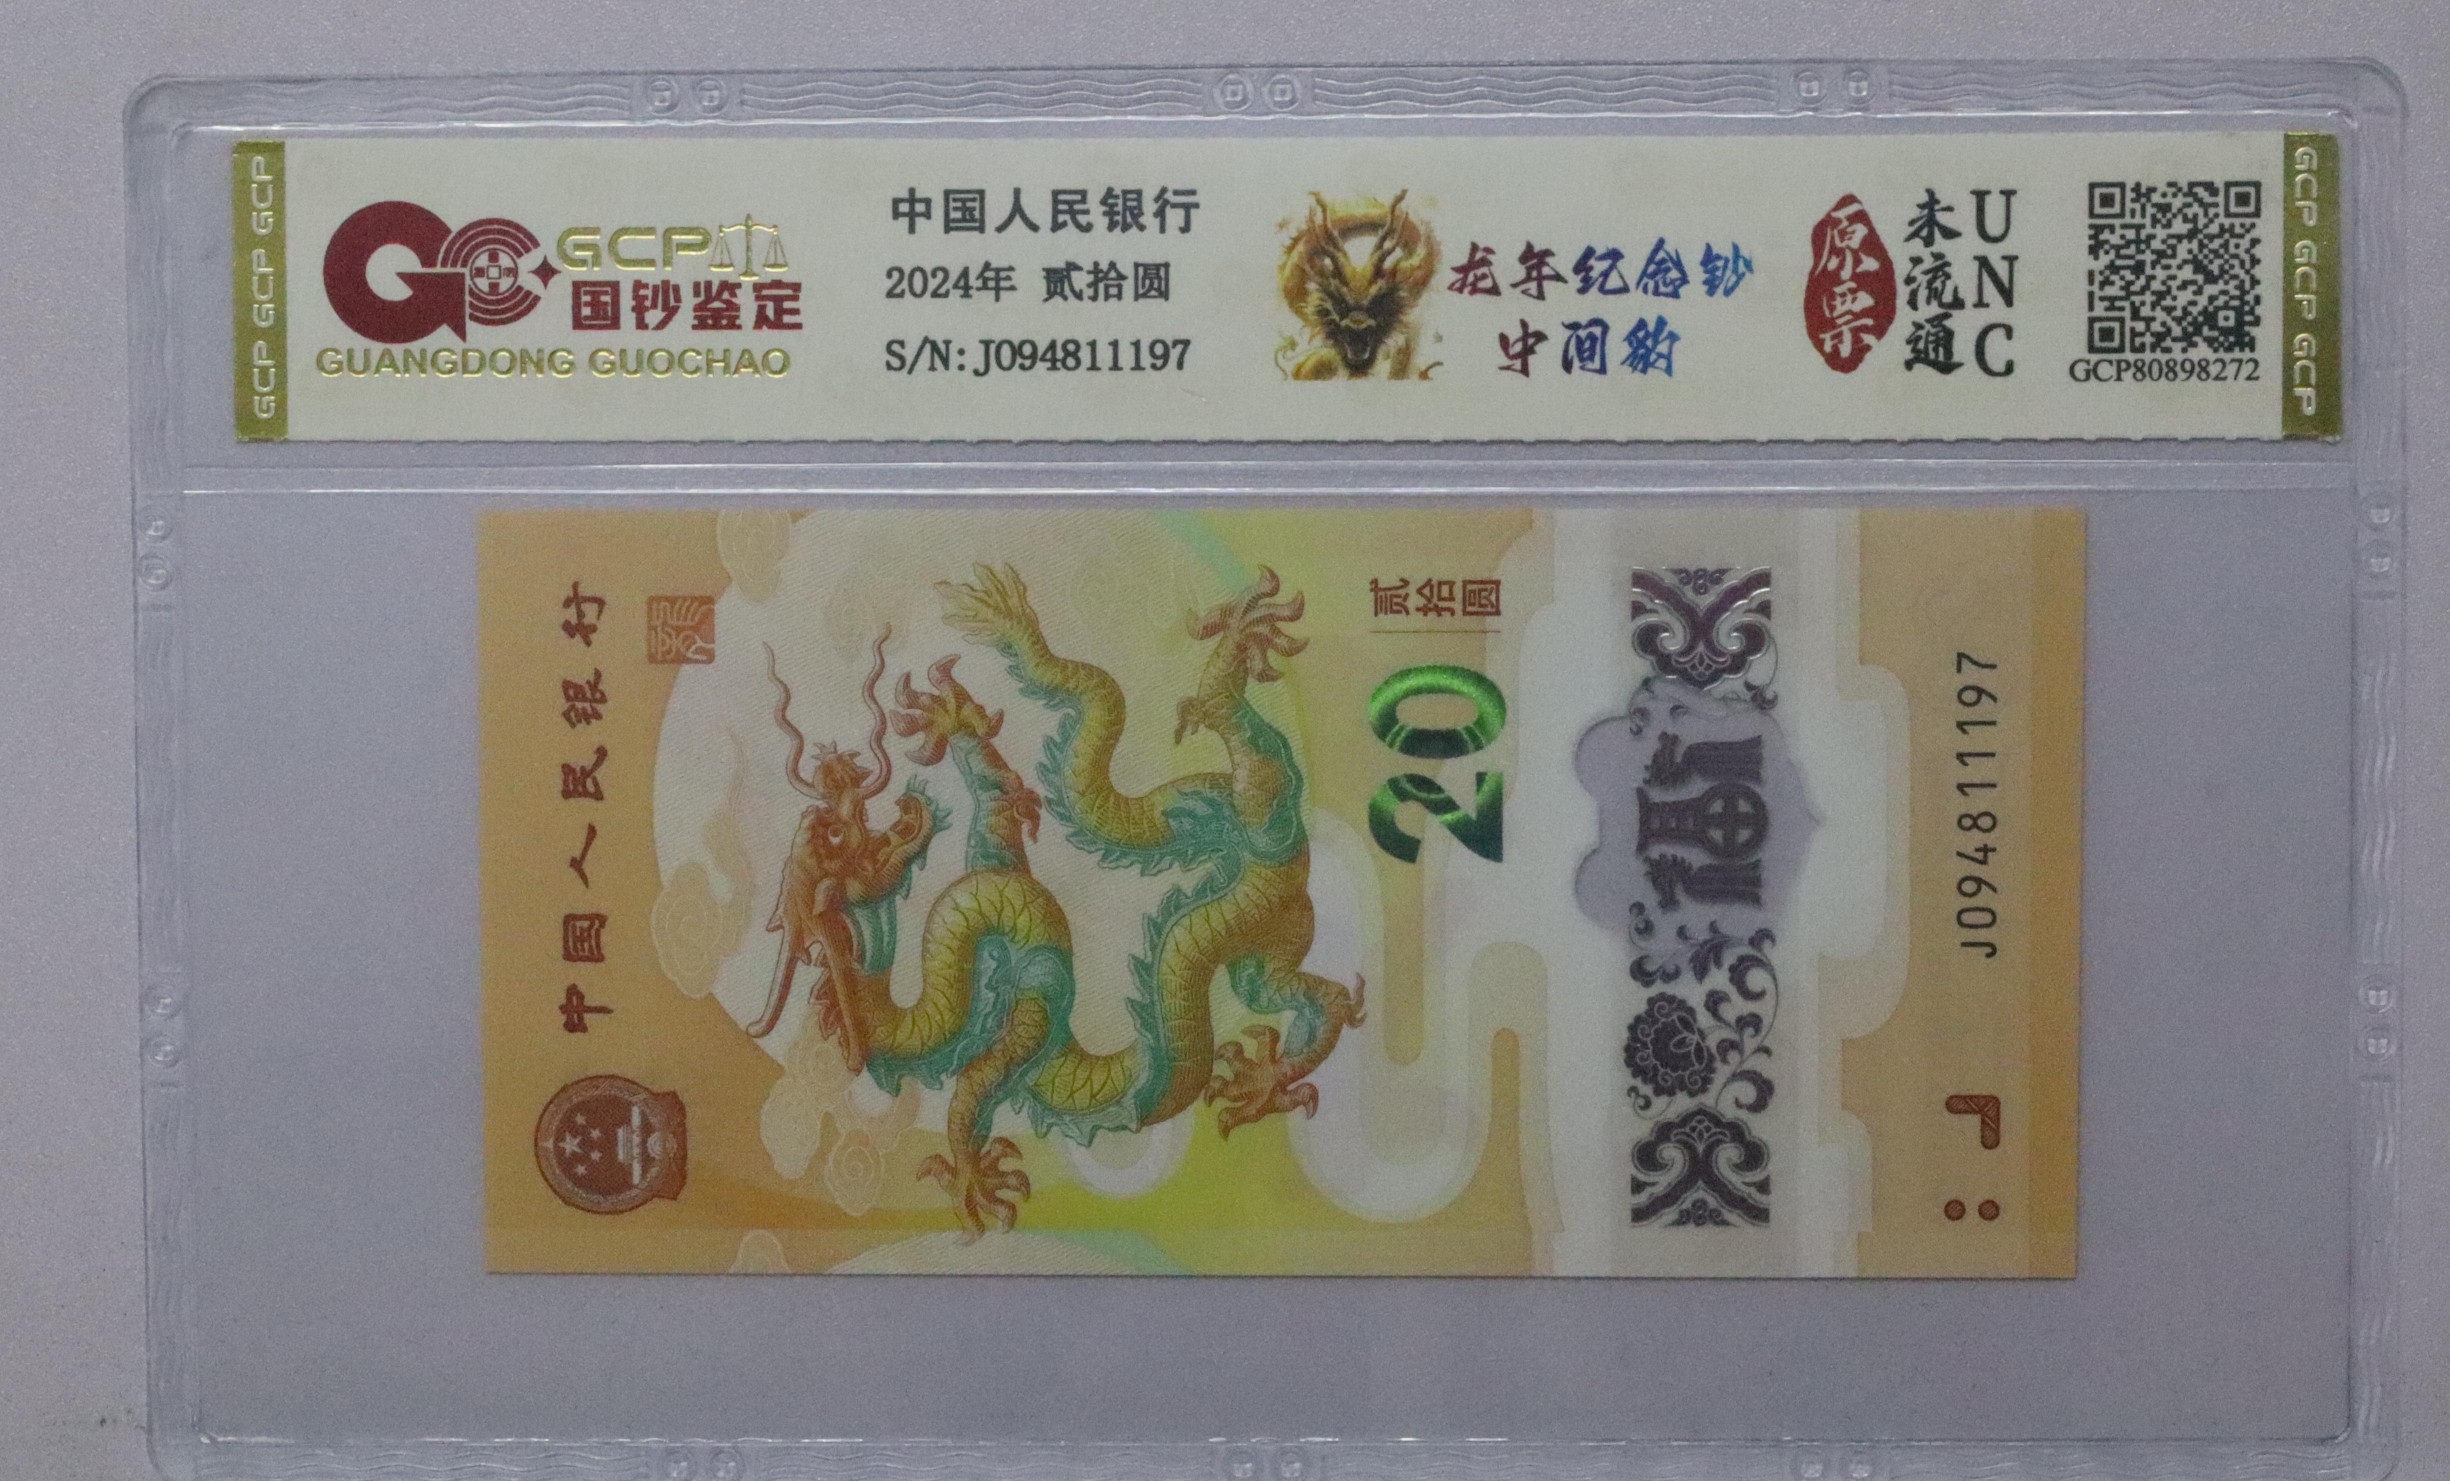 GCP GCP GCP
GCP
国钞鉴定
GUANGDONG GUOCHAO
中国人民银行
2024年 贰拾圆
S/N: J094811197
龙年纪念钞
中间豹
原票
未流通
UNC
GCP80898272
GCP GCP GCP
中国人民银行
贰拾圆
20
福
J094811197